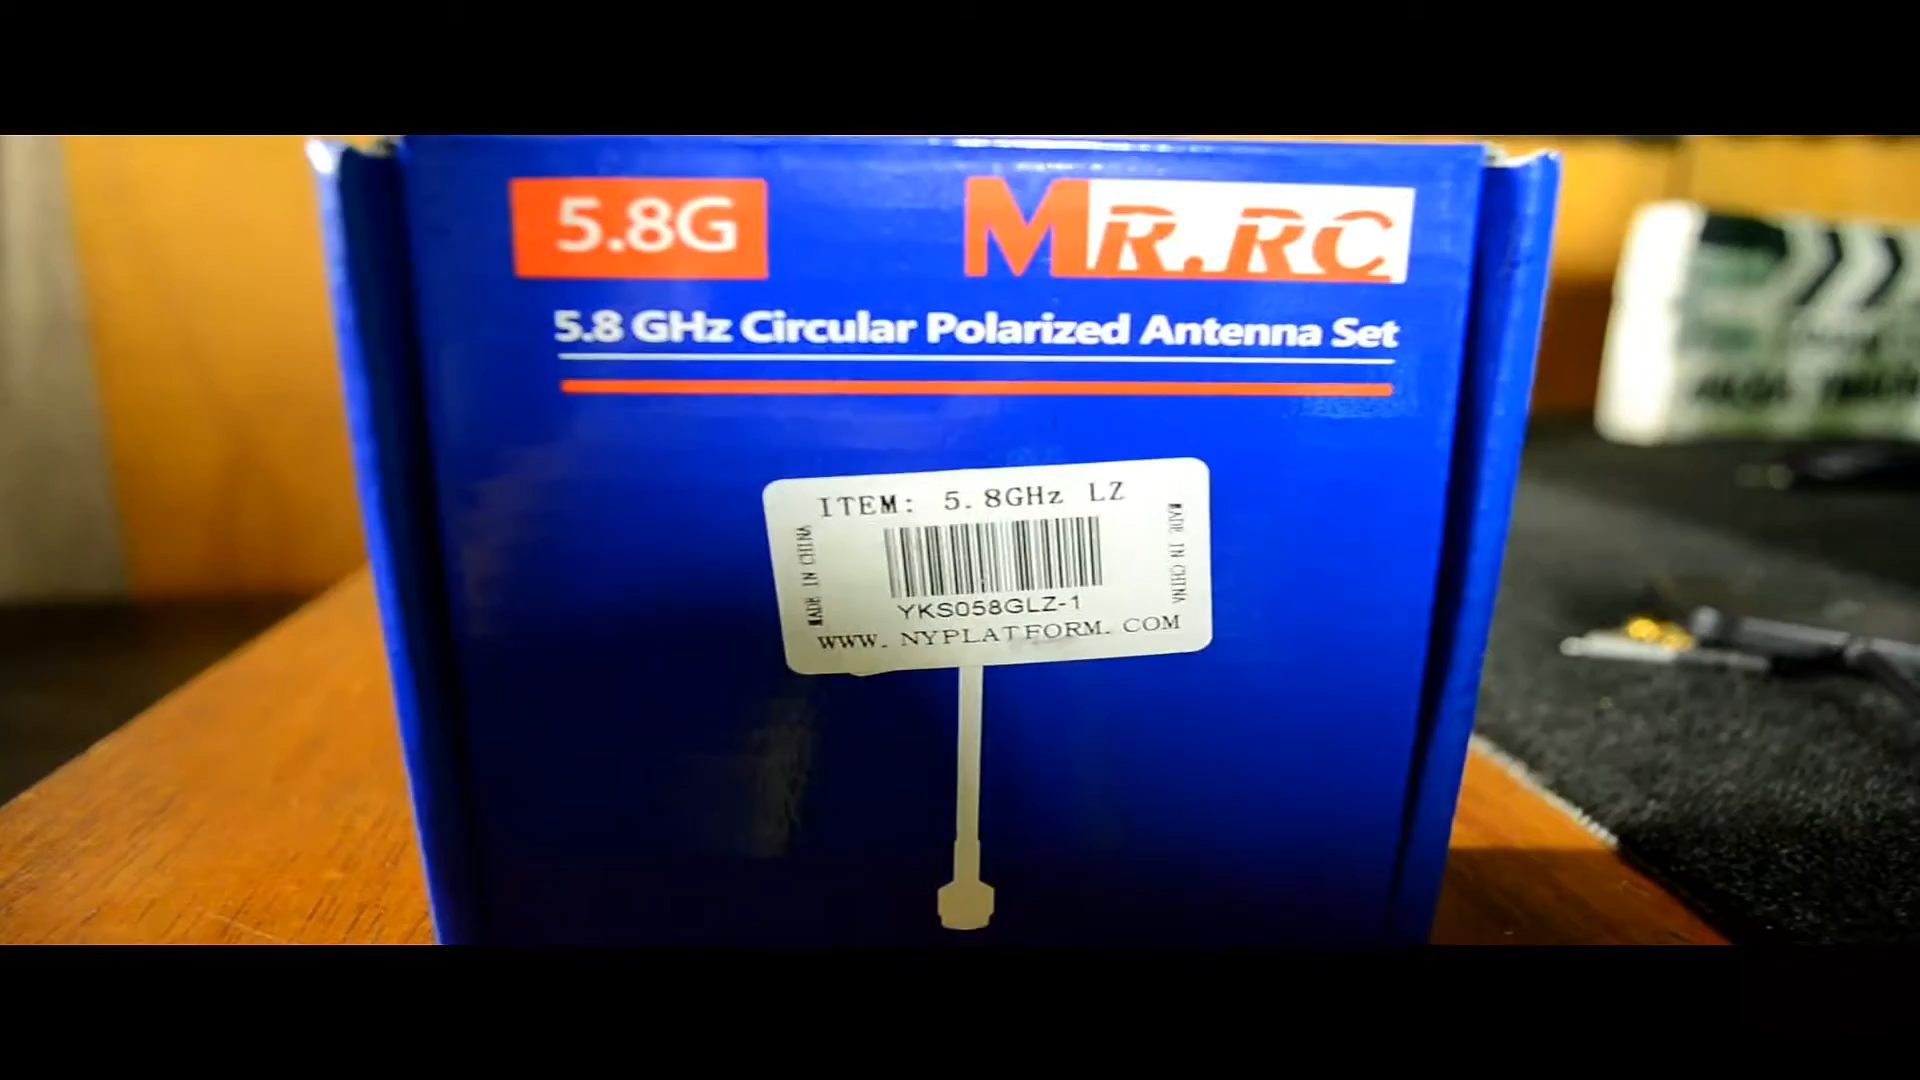 5.8G
MR.RC
5.8 GHz Circular Polarized Antenna Set
ITEM: 5.8GHz LZ
MADE IN CHINA
MADE IN CHINA
YKS058GLZ-1
WWW.NYPLATFORM.COM